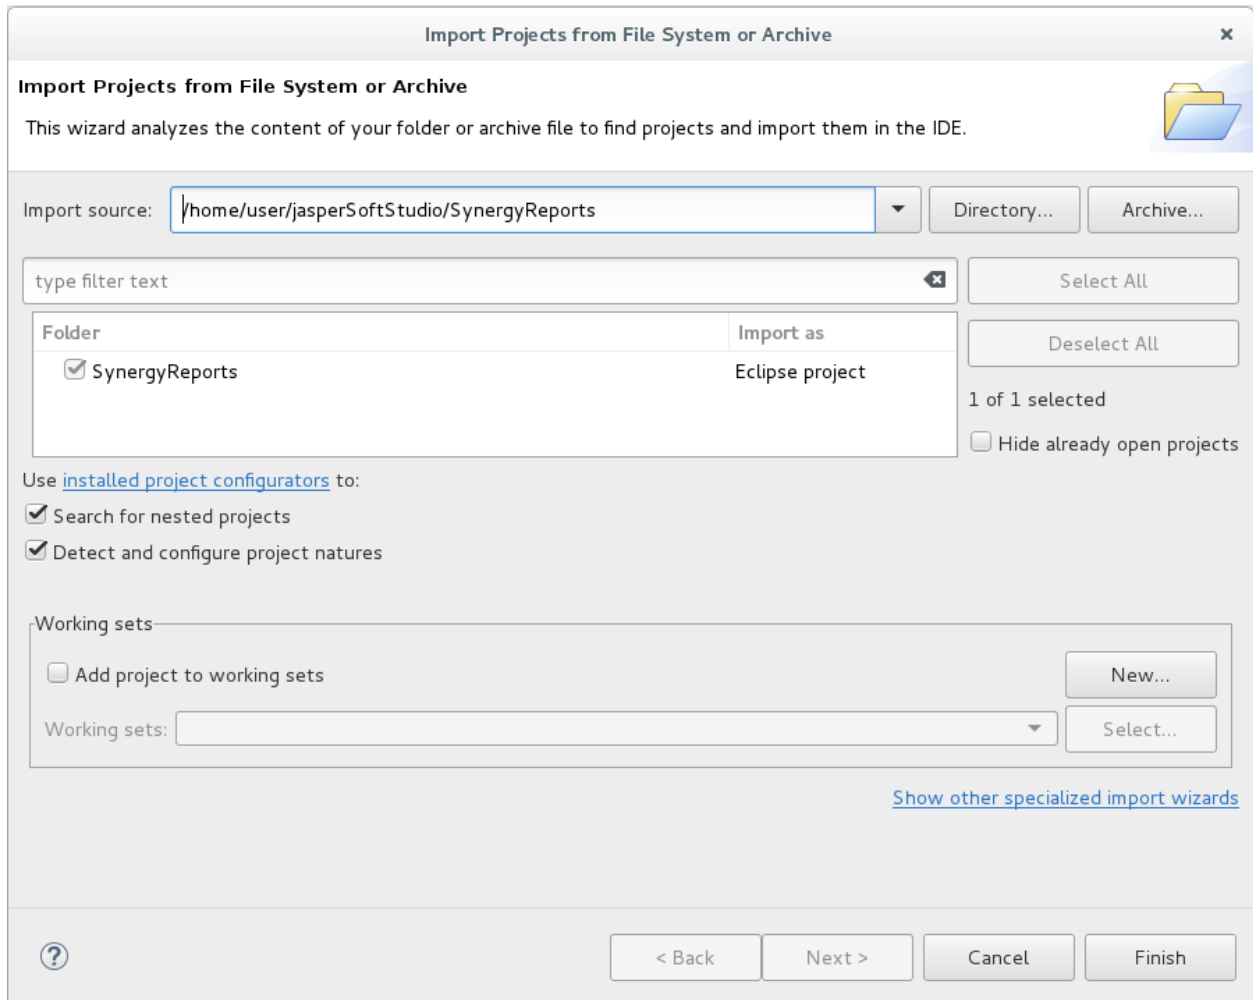 Import Projects from File System or Archive
Import Projects from File System or Archive
This wizard analyzes the content of your folder or archive file to find projects and import them in the IDE.
Import source: /home/user/jasperSoftStudio/SynergyReports Directory... Archive...
type filter text Select All
Folder Import as
Deselect All
SynergyReports Eclipse project
1 of 1 selected
Hide already open projects
Use installed project configurators to:
Search for nested projects
Detect and configure project natures
Working sets
Add project to working sets New...
Working sets: Select...
Show other specialized import wizards
? < Back Next > Cancel Finish